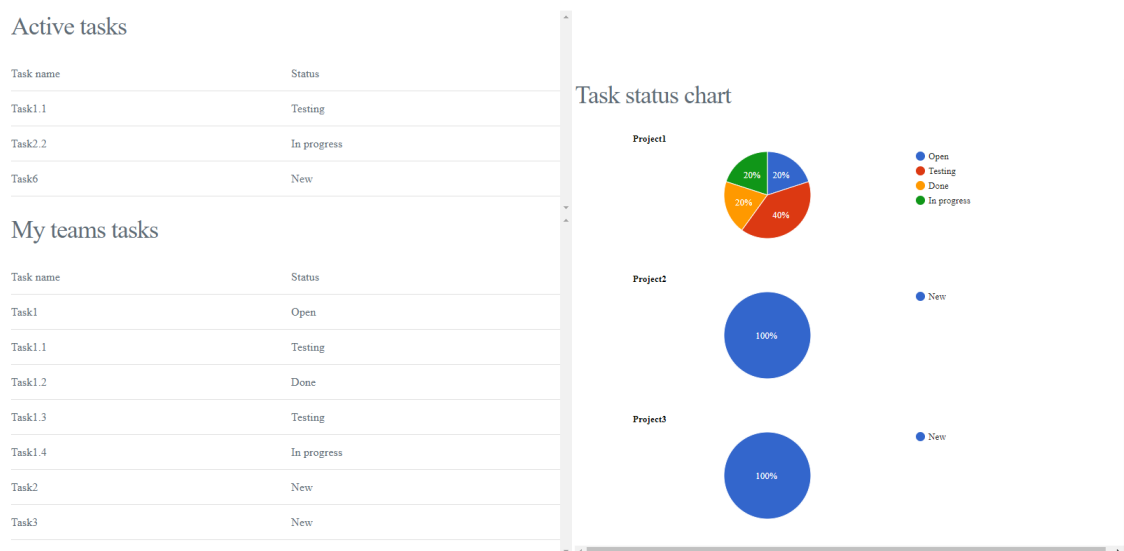 Active tasks
Task name Status
Task1.1 Testing
Task2.2 In progress
Task6 New
My teams tasks
Task name Status
Task1 Open
Task1.1 Testing
Task1.2 Done
Task1.3 Testing
Task1.4 In progress
Task2 New
Task3 New
Task status chart
Project1
20% 20%
20%
40%
Open
Testing
Done
In progress
Project2
100%
New
Project3
100%
New